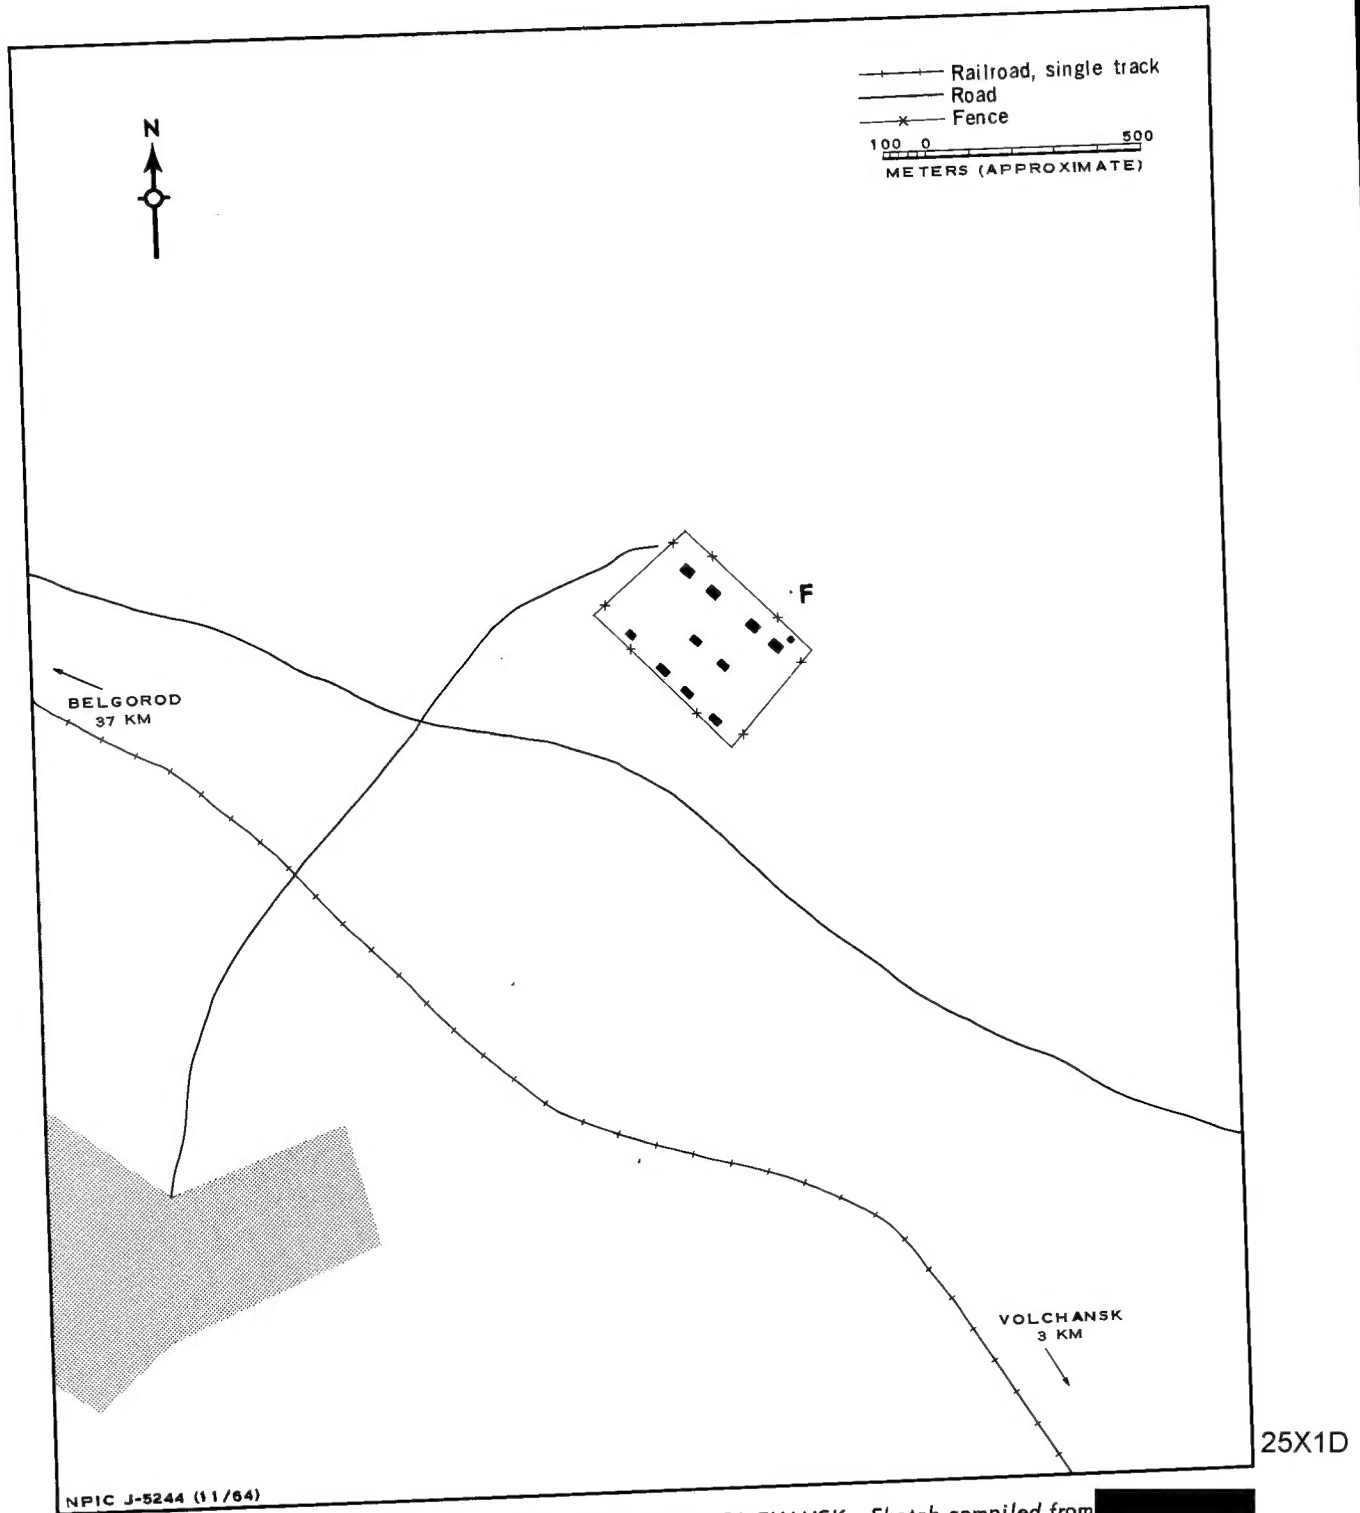 Railroad, single track
Road
Fence
100 0 500
METERS (APPROXIMATE)
N
F
BELGOROD
37 KM
VOLCHANSK
3 KM
25X1D
NPIC J-5244 (11/64)
Sketch compiled from